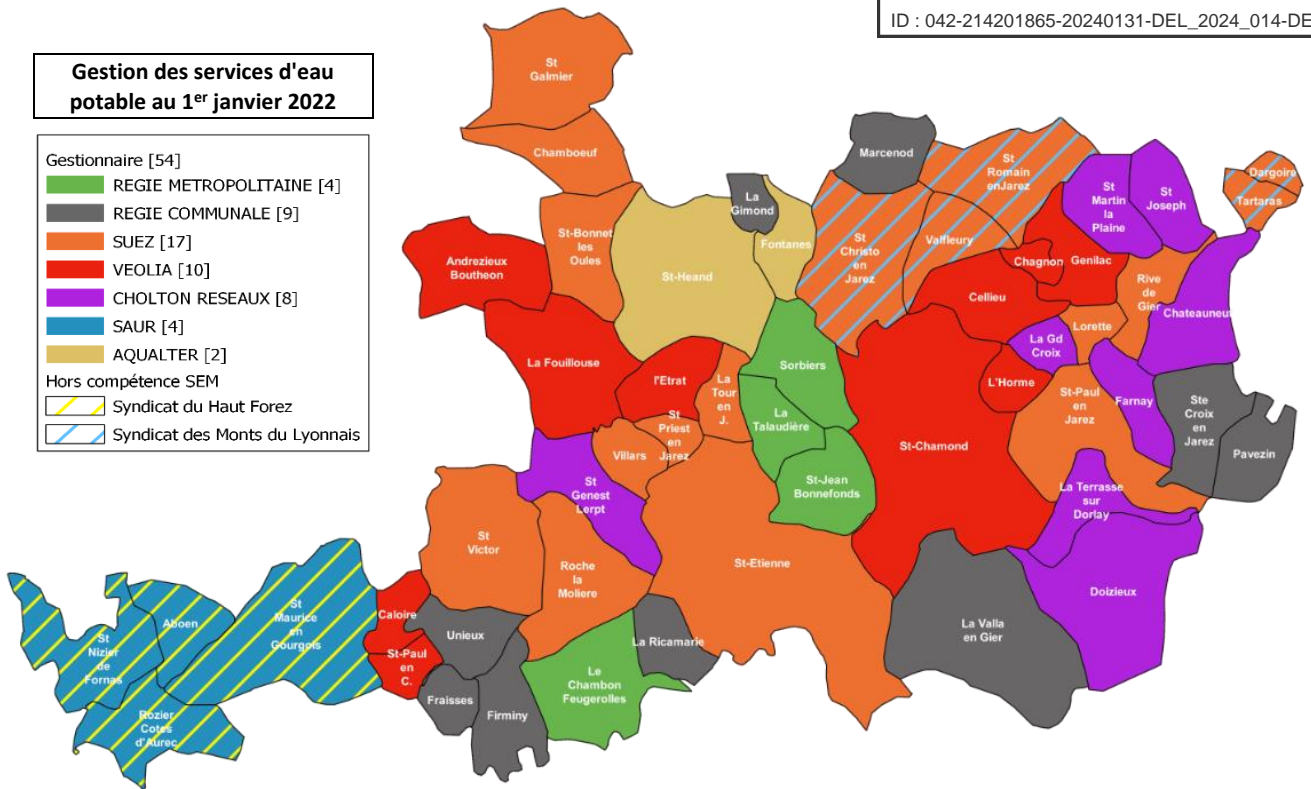 ID : 042-214201865-20240131-DEL_2024_014-DE
Gestion des services d'eau
potable au 1er janvier 2022
Gestionnaire [54]
REGIE METROPOLITAINE [4]
REGIE COMMUNALE [9]
SUEZ [17]
VEOLIA [10]
CHOLTON RESEAUX [8]
SAUR [4]
AQUALTER [2]
Hors compétence SEM
Syndicat du Haut Forez
Syndicat des Monts du Lyonnais
St
Galmier
Chamboeuf
St-Bonnet
les
Oules
Andrezieux
Boutheon
St-Heand
La
Gimond
Fontanes
Marcenod
St
Romain
enJarez
St
Christo
en
Jarez
Valfleury
St
Martin
la
Plaine
St
Joseph
Dargoire
Tartaras
Chagnon
Genilac
Cellieu
Rive
de
Gier
Chateauneuf
Lorette
La Gd
Croix
L'Horme
St-Paul
en
Jarez
Farnay
Ste
Croix
en
Jarez
Pavezin
La Fouillouse
l'Etrat
La
Tour
en
J.
Sorbiers
La
Talaudière
St-Jean
Bonnefonds
St-Chamond
St
Priest
en
Jarez
Villars
St
Genest
Lerpt
St
Victor
Roche
la
Moliere
St-Etienne
La Terrasse
sur
Dorlay
Doizieux
La Valla
en Gier
La Ricamarie
Le
Chambon
Feugerolles
Unieux
Caloire
St-Paul
en
C.
Fraisses
Firminy
St
Maurice
en
Gourgois
Aboen
St
Nizier
de
Fornas
Rozier
Cotes
d'Aurec